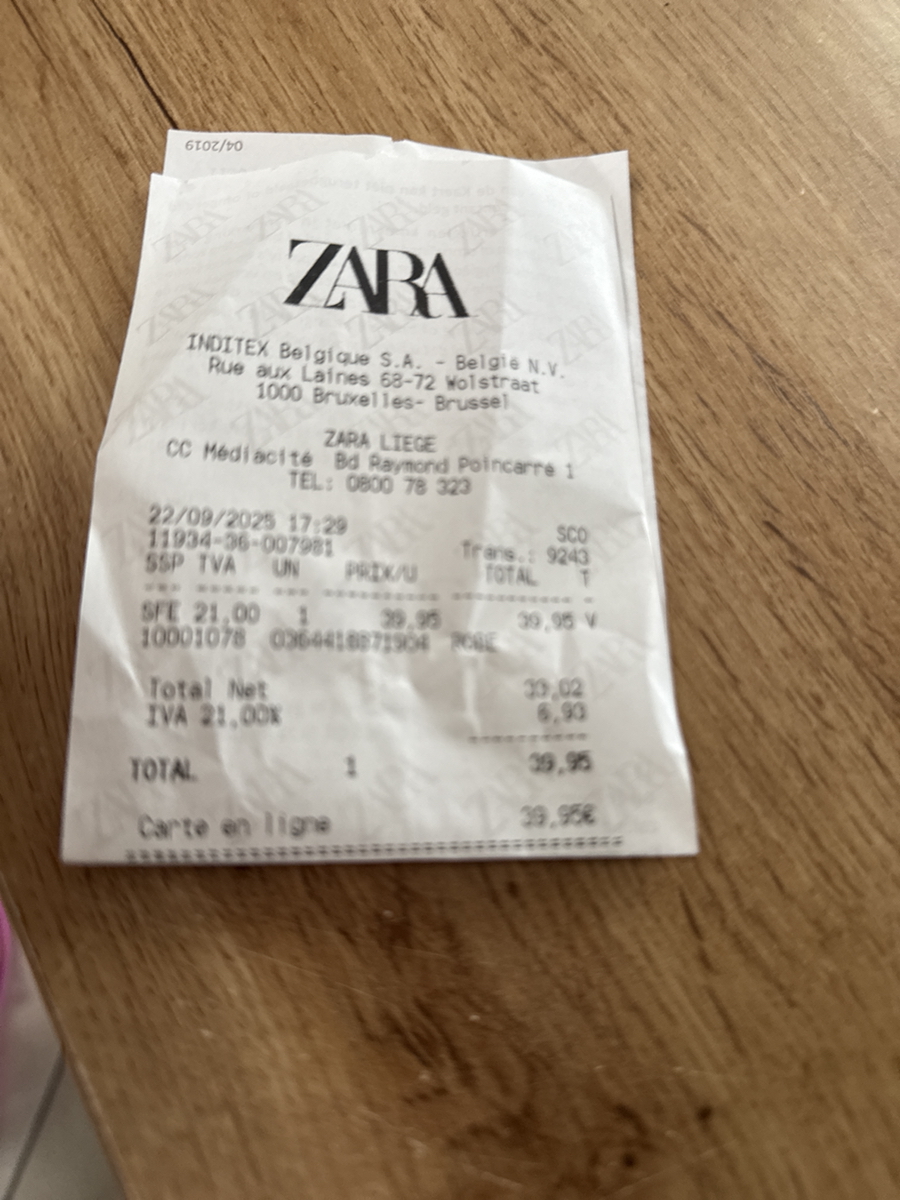 04/2019
ZARA
INDITEX Belgique S.A. - België N.V.
Rue aux Laines 68-72 Wolstraat
1000 Bruxelles- Brussel
ZARA LIEGE
CC Médiacité Bd Raymond Poincarré 1
TEL: 0800 78 323
22/09/2025 17:29 SCO
11934-36-007981 Trans.: 9243
SSP TVA UN PRIX/U TOTAL T
--- ----- --- ---------- ----------- -
SFE 21,00 1 39,95 39,95 V
10001078 ROBE
Total Net 33,02
IVA 21,00% 6,93
----------
TOTAL 1 39,95
Carte en ligne 39,95€